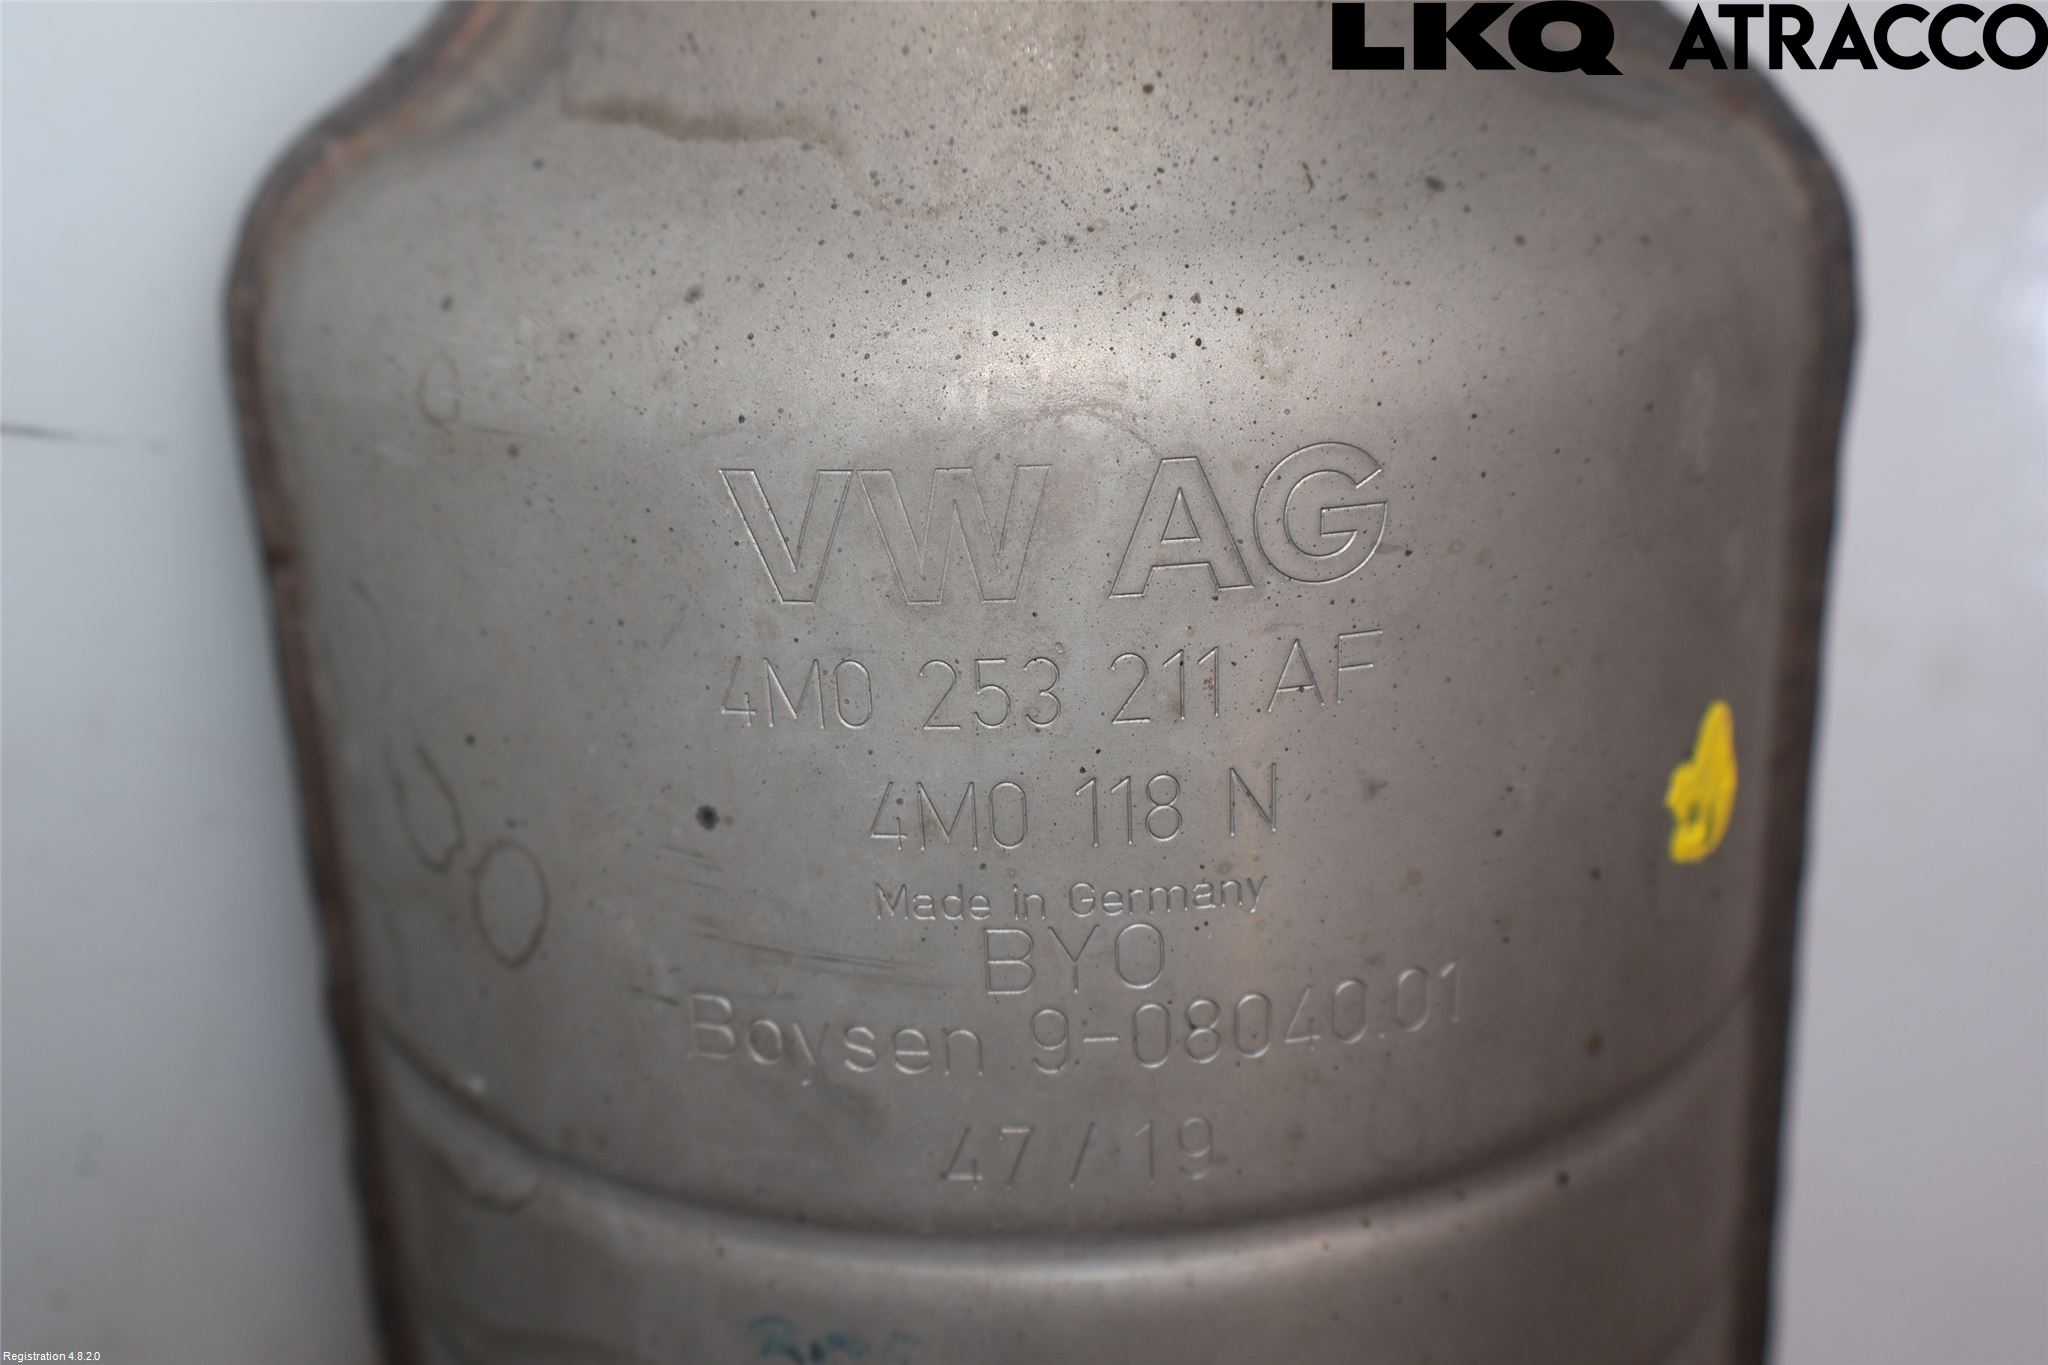 LKQ ATRACCO
VW AG
4M0 253 211 AF
4M0 118 N
Made in Germany
BYO
Boysen 9-08040.01
47/19
Registration 4.8.2.0